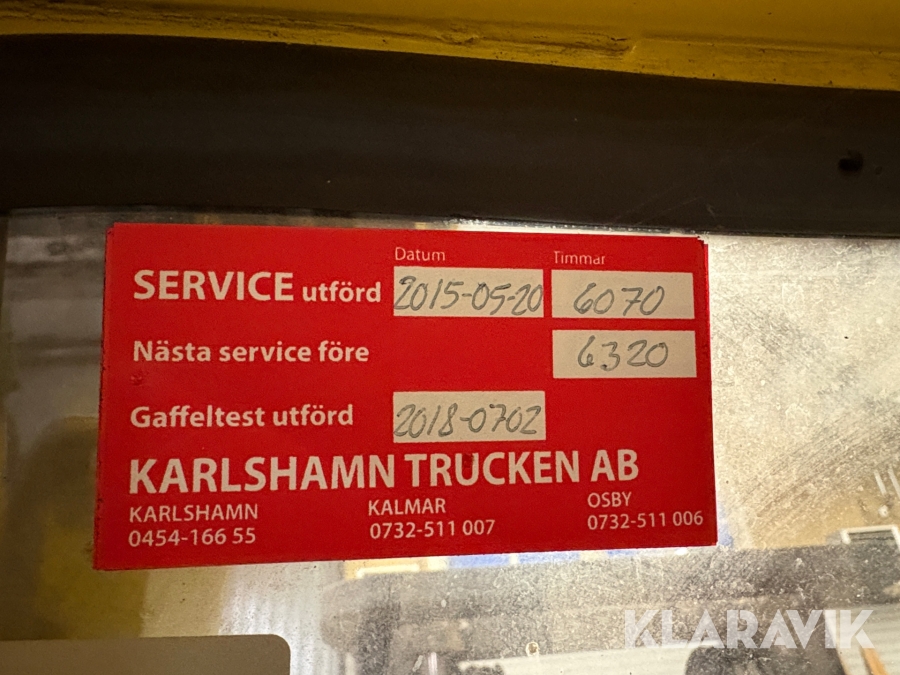 Datum Timmar
SERVICE utförd 2015-05-20 6070
Nästa service före 6320
Gaffeltest utförd 2018-0702
KARLSHAMN TRUCKEN AB
KARLSHAMN KALMAR OSBY
0454-166 55 0732-511 007 0732-511 006
KLARAVIK
KLARAVIK